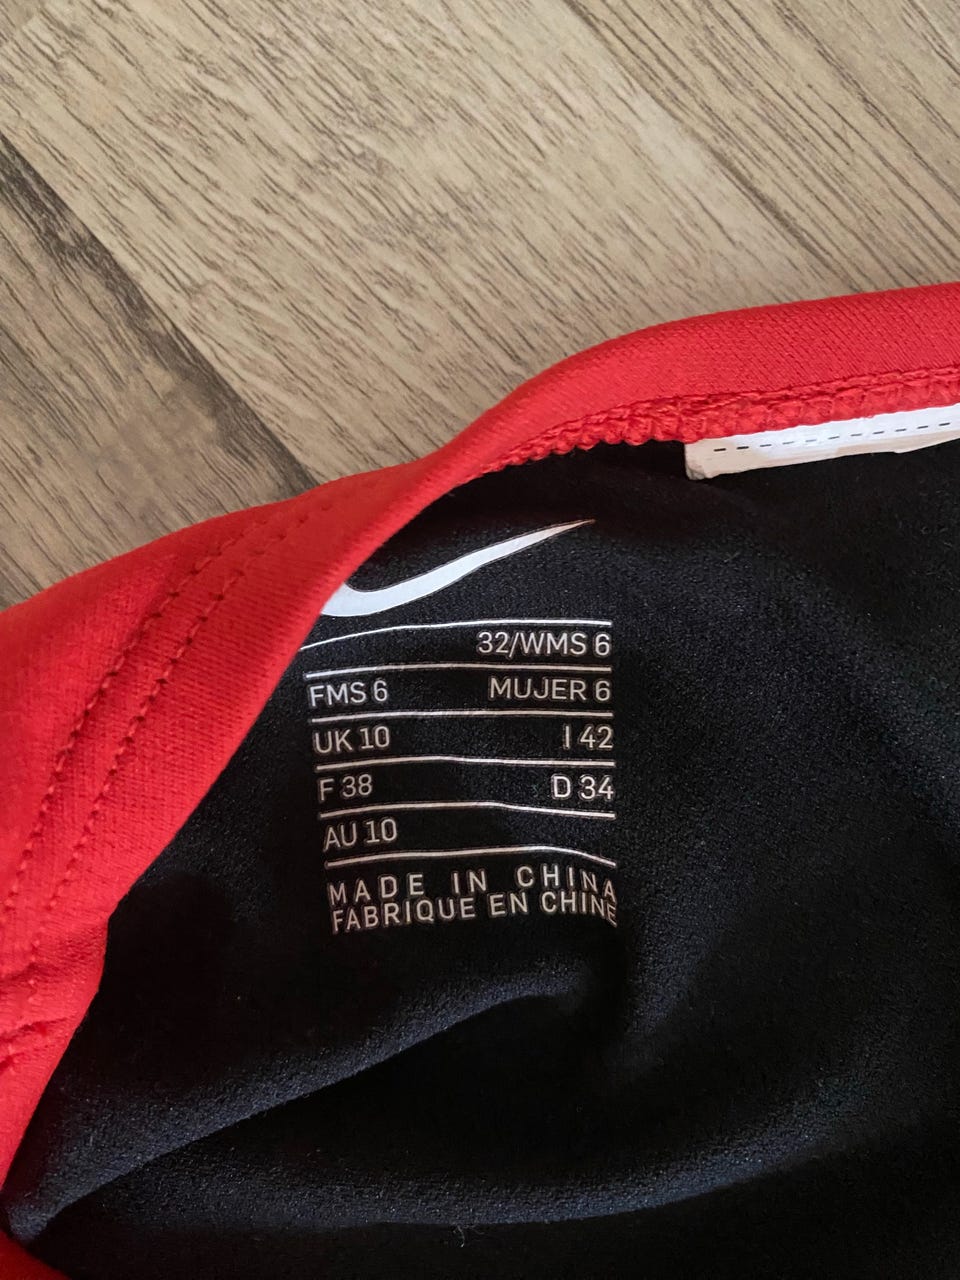 32/WMS 6
FMS 6 MUJER 6
UK 10 I 42
F 38 D 34
AU 10
MADE IN CHINA
FABRIQUE EN CHINE